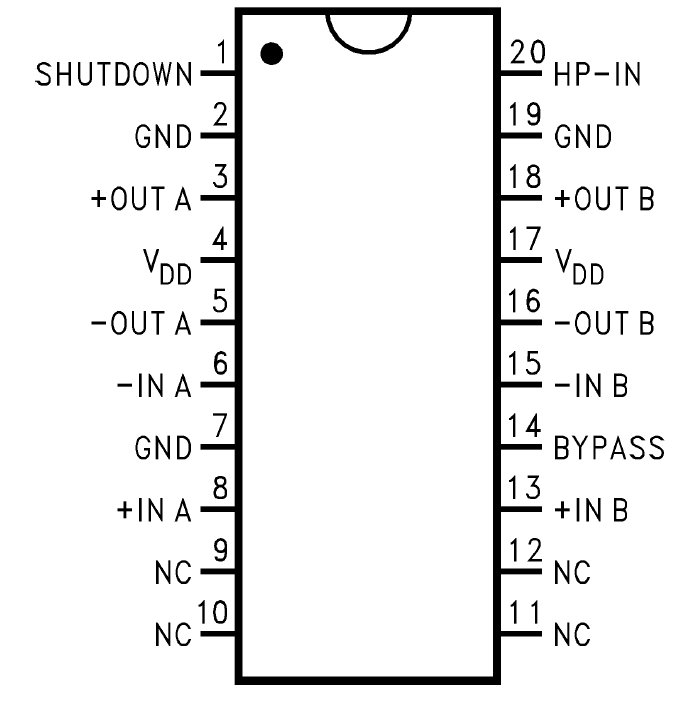 SHUTDOWN 1 20 HP-IN
GND 2 19 GND
+OUT A 3 18 +OUT B
VDD 4 17 VDD
-OUT A 5 16 -OUT B
-IN A 6 15 -IN B
GND 7 14 BYPASS
+IN A 8 13 +IN B
NC 9 12 NC
NC 10 11 NC